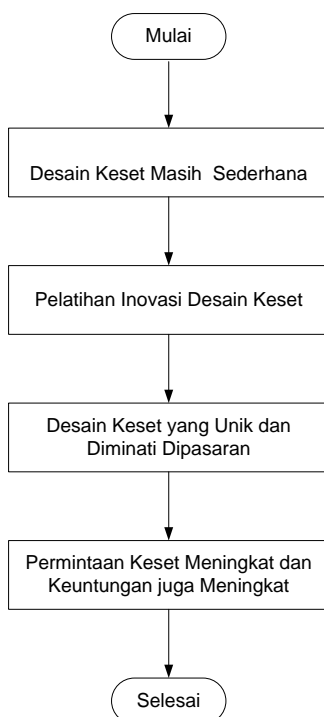 Mulai
Desain Keset Masih  Sederhana
Pelatihan Inovasi Desain Keset
Desain Keset yang Unik dan
Diminati Dipasaran
Permintaan Keset Meningkat dan
Keuntungan juga Meningkat
Selesai